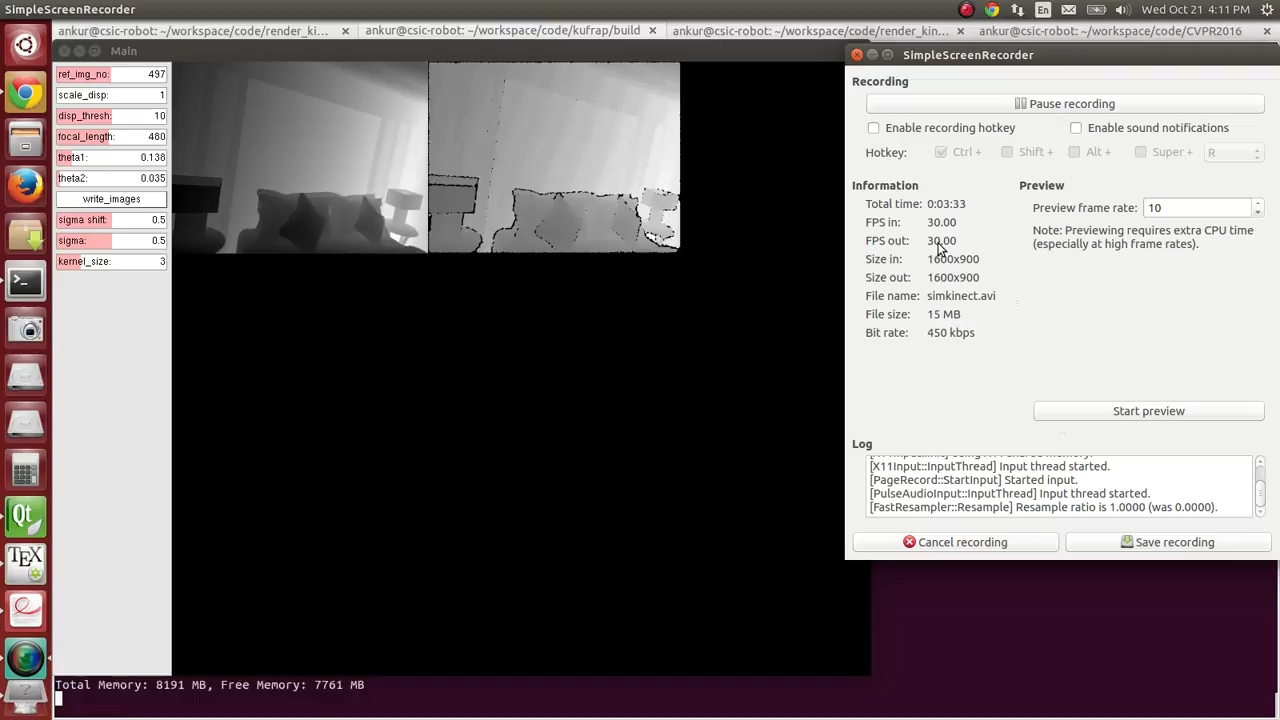 SimpleScreenRecorder
En
Wed Oct 21 4:11 PM
ankur@csic-robot: ~/workspace/code/render_ki...
ankur@csic-robot: ~/workspace/code/kufrap/build
ankur@csic-robot: ~/workspace/code/render_kin...
ankur@csic-robot: ~/workspace/code/CVPR2016
Main
ref_img_no: 497
scale_disp: 1
disp_thresh: 10
focal_length: 480
theta1: 0.138
theta2: 0.035
write_images
sigma shift: 0.5
sigma: 0.5
kernel_size: 3
SimpleScreenRecorder
Recording
Pause recording
Enable recording hotkey
Enable sound notifications
Hotkey: Ctrl + Shift + Alt + Super + R
Information
Total time: 0:03:33
FPS in: 30.00
FPS out: 30.00
Size in: 1600x900
Size out: 1600x900
File name: simkinect.avi
File size: 15 MB
Bit rate: 450 kbps
Preview
Preview frame rate: 10
Note: Previewing requires extra CPU time
(especially at high frame rates).
Start preview
Log
[X11Input::InputThread] Input thread started.
[PageRecord::StartInput] Started input.
[PulseAudioInput::InputThread] Input thread started.
[FastResampler::Resample] Resample ratio is 1.0000 (was 0.0000).
Cancel recording
Save recording
Qt
TEX
Total Memory: 8191 MB, Free Memory: 7761 MB